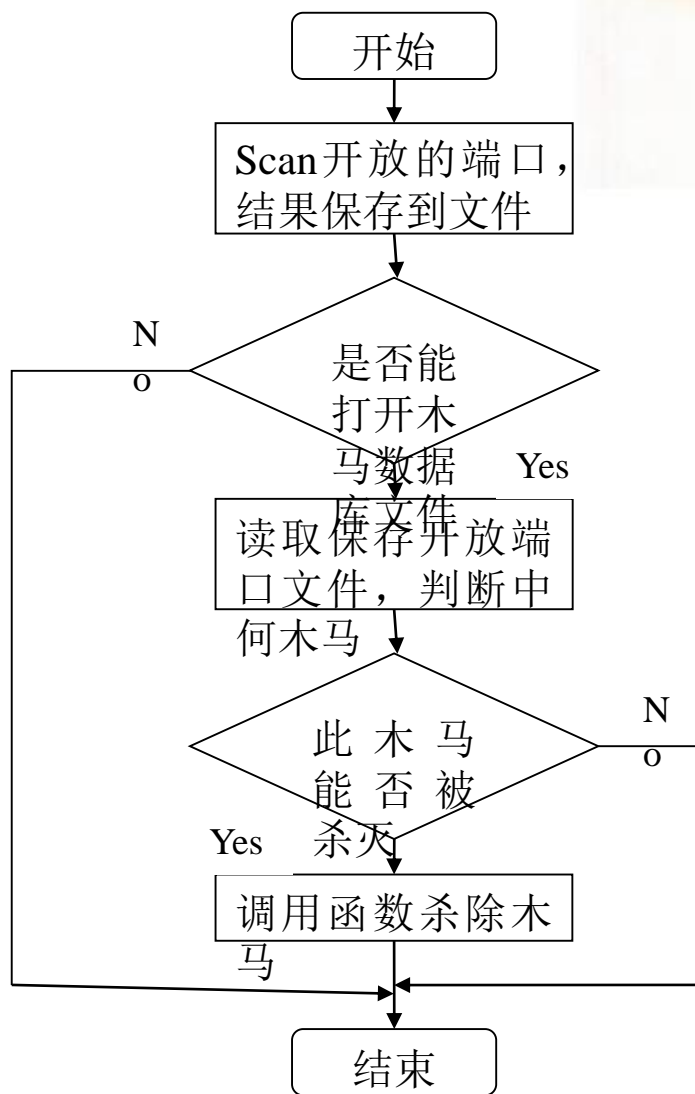 开始
Scan开放的端口，
结果保存到文件
N
o
是否能
打开木
马数据
库文件
Yes
读取保存开放端
口文件，判断中
何木马
N
o
此木马
能否被
杀灭
Yes
调用函数杀除木
马
结束